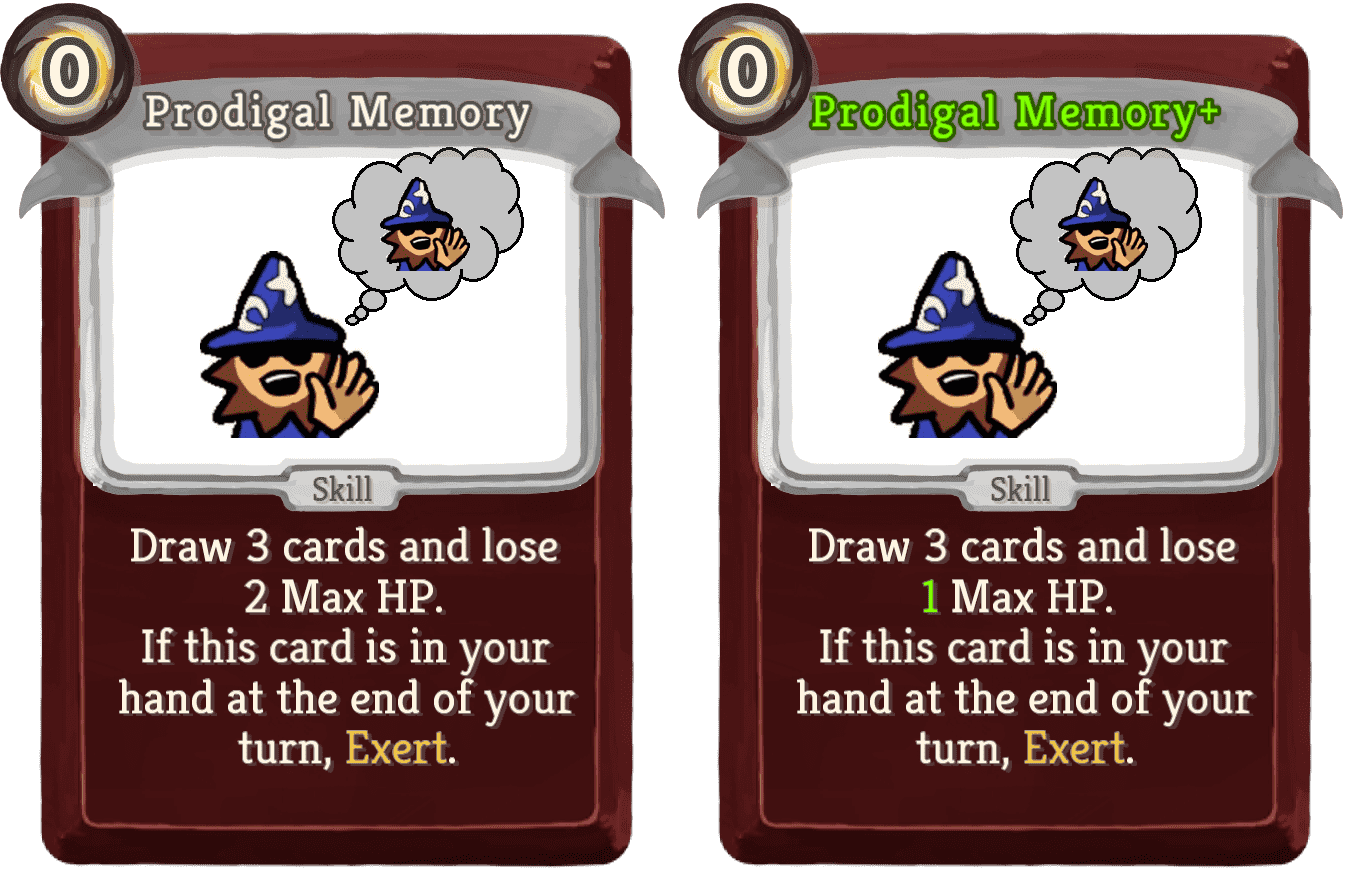 0
Prodigal Memory
Skill
Draw 3 cards and lose
2 Max HP.
If this card is in your
hand at the end of your
turn, Exert.
0
Prodigal Memory+
Skill
Draw 3 cards and lose
1 Max HP.
If this card is in your
hand at the end of your
turn, Exert.